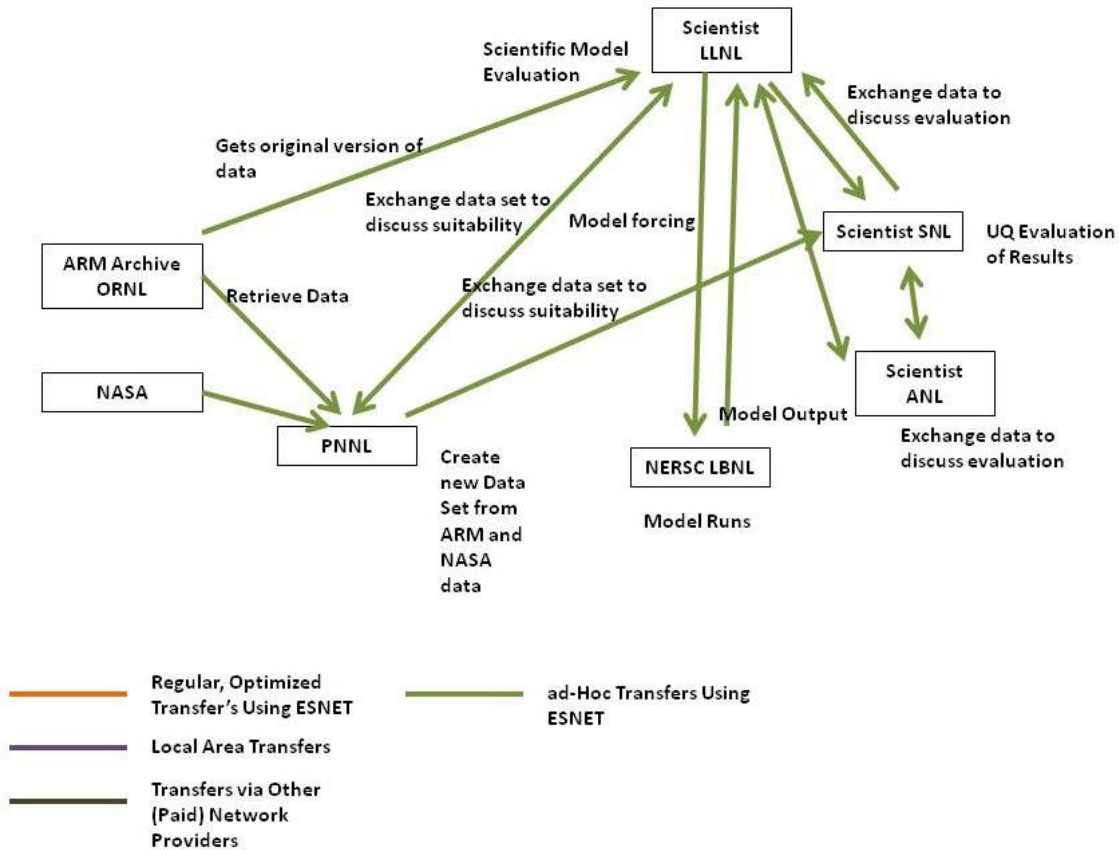 Scientist
LLNL
Scientific Model
Evaluation
Exchange data to
discuss evaluation
Gets original version of
data
Exchange data set to
discuss suitability
Model forcing
Scientist SNL
UQ Evaluation
of Results
ARM Archive
ORNL
Retrieve Data
Exchange data set to
discuss suitability
NASA
Scientist
ANL
Model Output
PNNL
Exchange data to
discuss evaluation
Create
new Data
Set from
ARM and
NASA
data
NERSC LBNL
Model Runs
Regular, Optimized
Transfer's Using ESNET
ad-Hoc Transfers Using
ESNET
Local Area Transfers
Transfers via Other
(Paid) Network
Providers